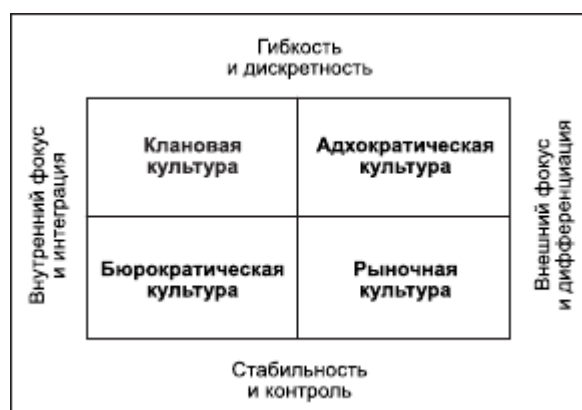 Гибкость
и дискретность
Внутренний фокус
и интеграция
Клановая
культура
Адхократическая
культура
Бюрократическая
культура
Рыночная
культура
Внешний фокус
и дифференциация
Стабильность
и контроль